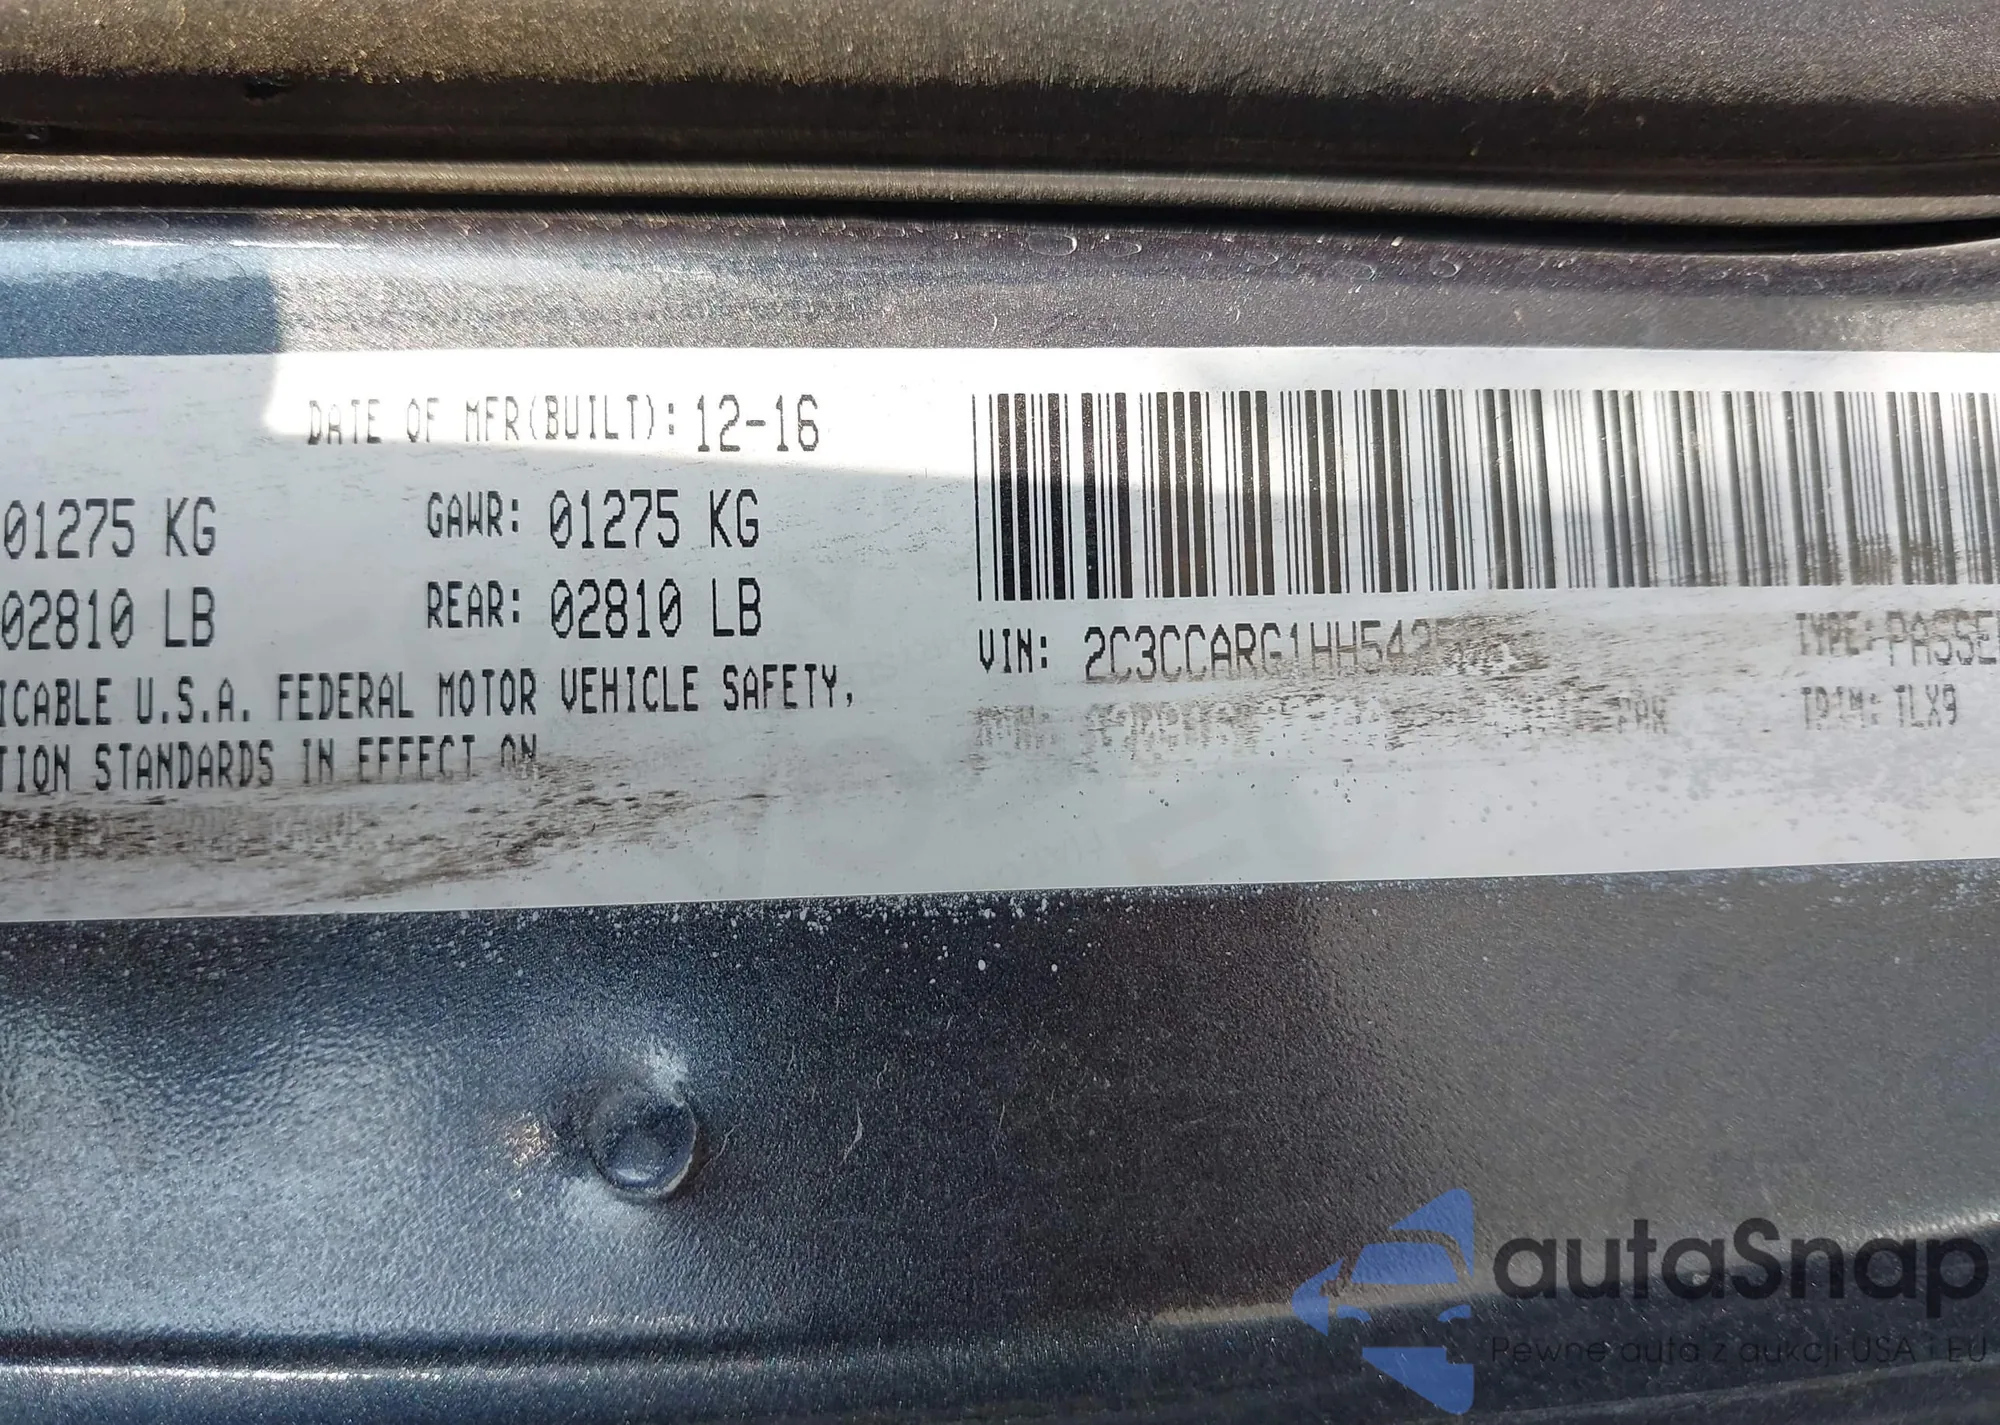 DATE OF MFR(BUILT): 12-16
01275 KG GAWR: 01275 KG
02810 LB REAR: 02810 LB
ICABLE U.S.A. FEDERAL MOTOR VEHICLE SAFETY,
TION STANDARDS IN EFFECT ON
VIN: TYPE: PASSE
TRIM: TLX9
autaSnap
Pewne auta z aukcji USA i EU